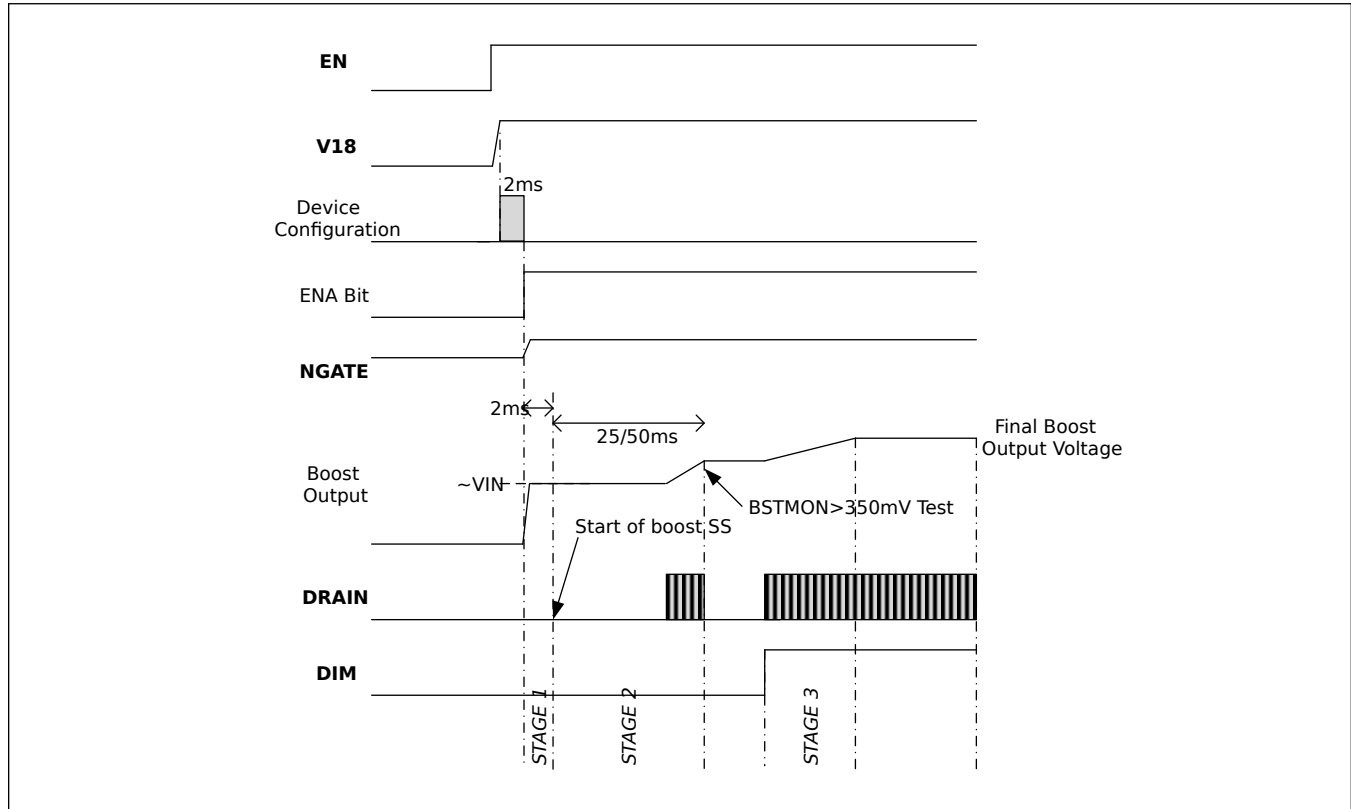 EN
V18
2ms
Device
Configuration
ENA Bit
NGATE
2ms
25/50ms
Final Boost
Output Voltage
Boost
Output
~VIN
BSTMON>350mV Test
Start of boost SS
DRAIN
DIM
STAGE 1
STAGE 2
STAGE 3